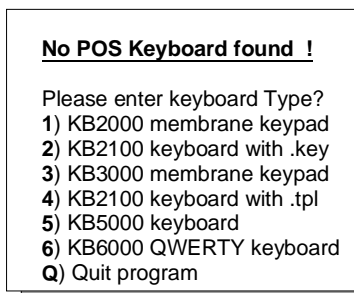 No POS Keyboard found  !
Please enter keyboard Type?
1) KB2000 membrane keypad
2) KB2100 keyboard with .key
3) KB3000 membrane keypad
4) KB2100 keyboard with .tpl
5) KB5000 keyboard
6) KB6000 QWERTY keyboard
Q) Quit program